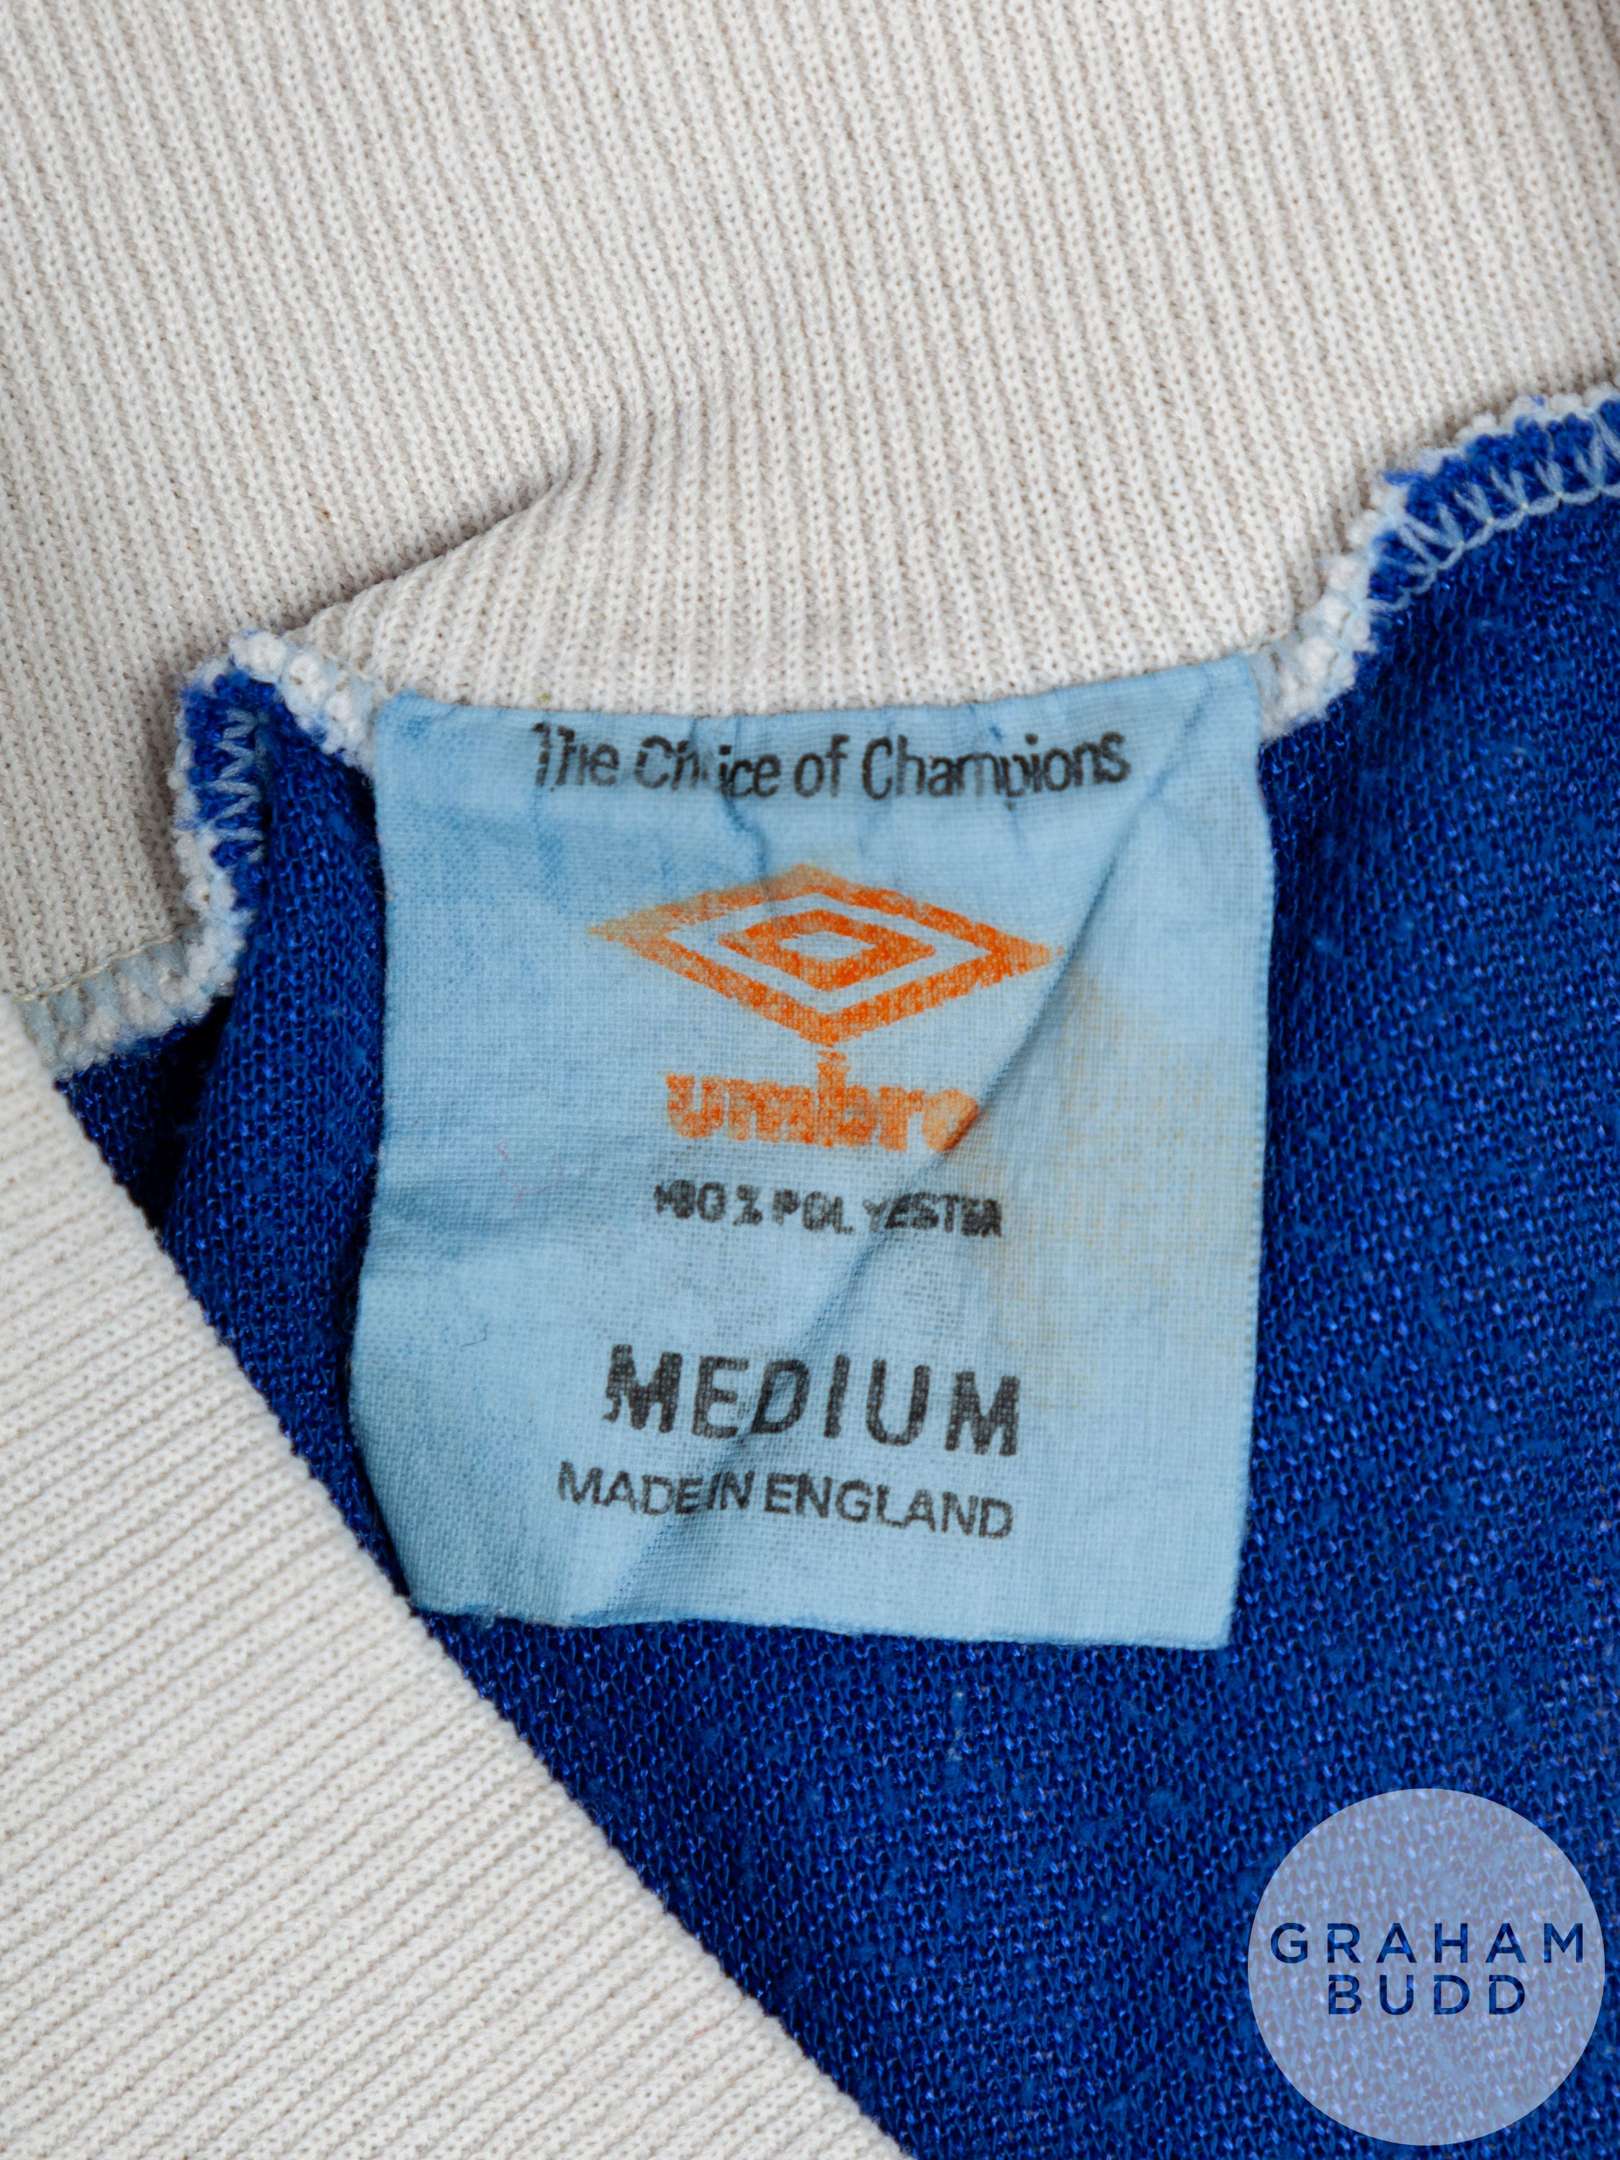 The Choice of Champions
umbro
100% POLYESTER
MEDIUM
MADE IN ENGLAND
GRAHAM
BUDD